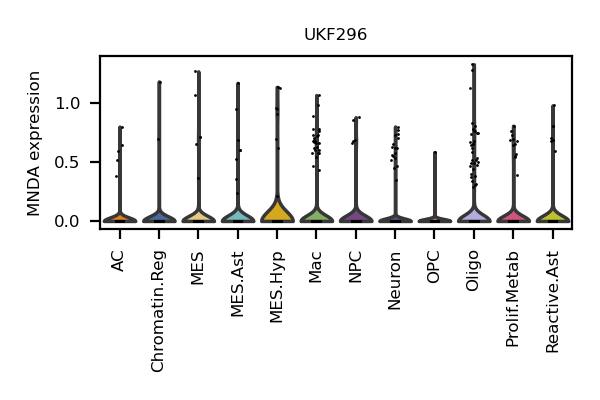 UKF296
MNDA expression
1.0
0.5
0.0
AC
Chromatin.Reg
MES
MES.Ast
MES.Hyp
Mac
NPC
Neuron
OPC
Oligo
Prolif.Metab
Reactive.Ast